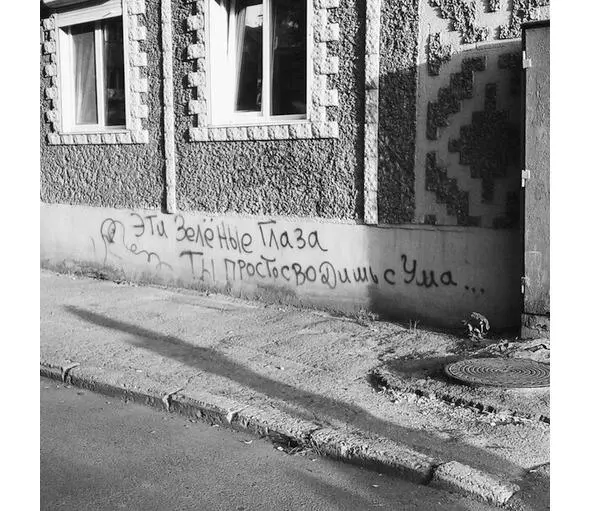 Эти Зелёные Глаза
Ты просто сводишь с Ума...